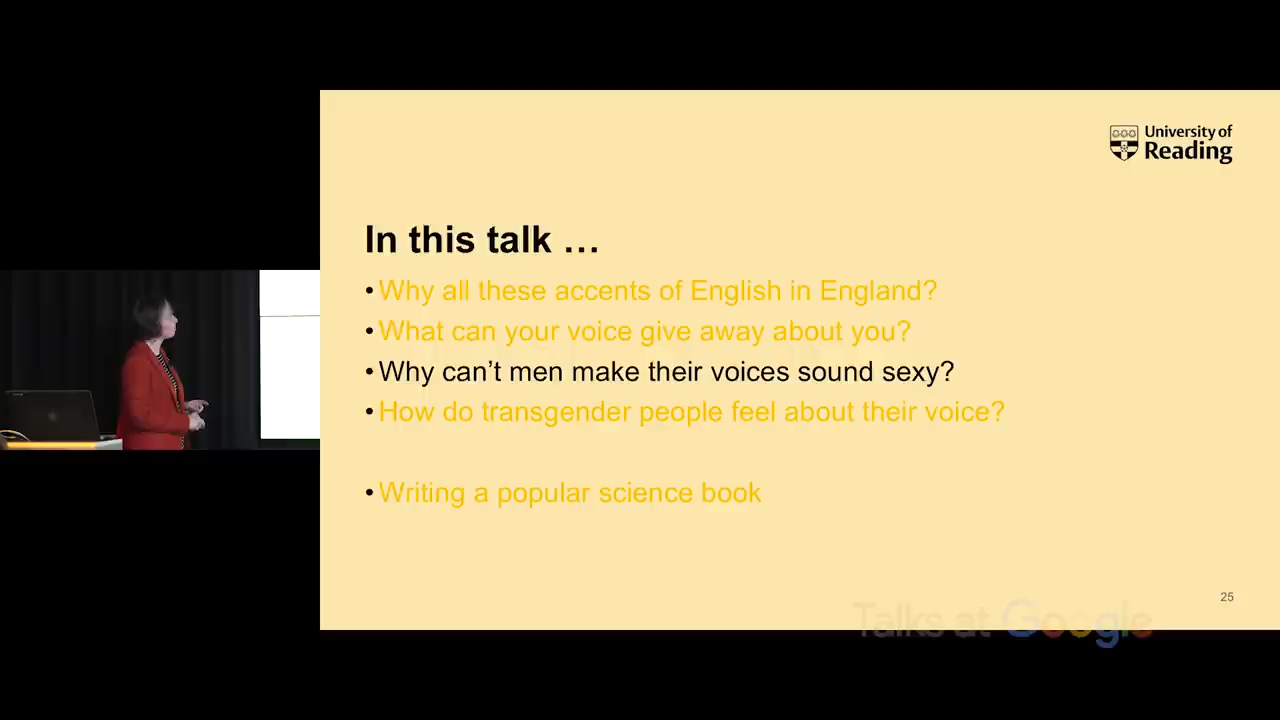 University of
Reading
In this talk …
•Why all these accents of English in England?
•What can your voice give away about you?
•Why can’t men make their voices sound sexy?
•How do transgender people feel about their voice?
•Writing a popular science book
25
Talks at Google